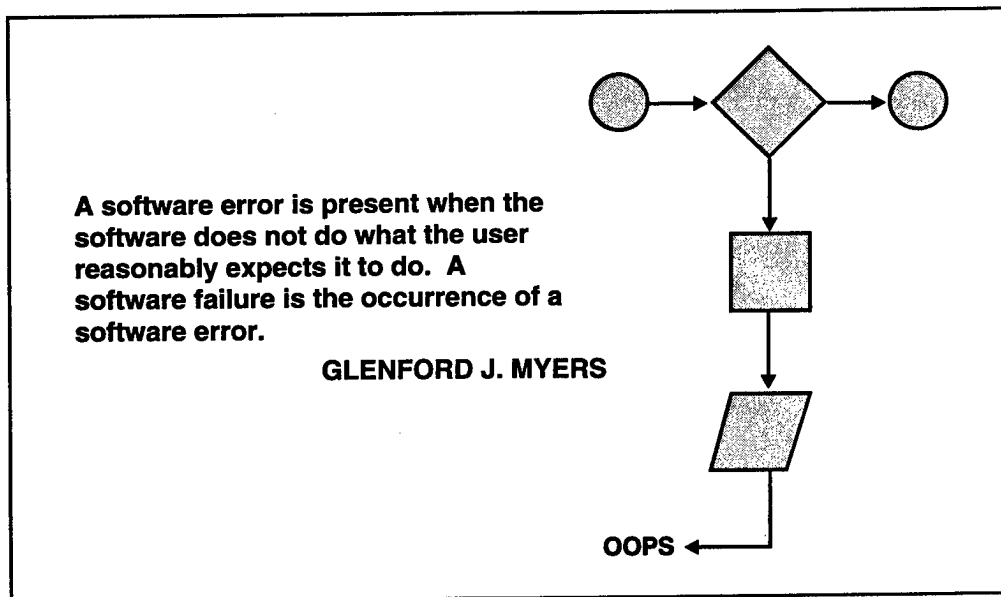 A software error is present when the
software does not do what the user
reasonably expects it to do.  A
software failure is the occurrence of a
software error.
GLENFORD J. MYERS
OOPS